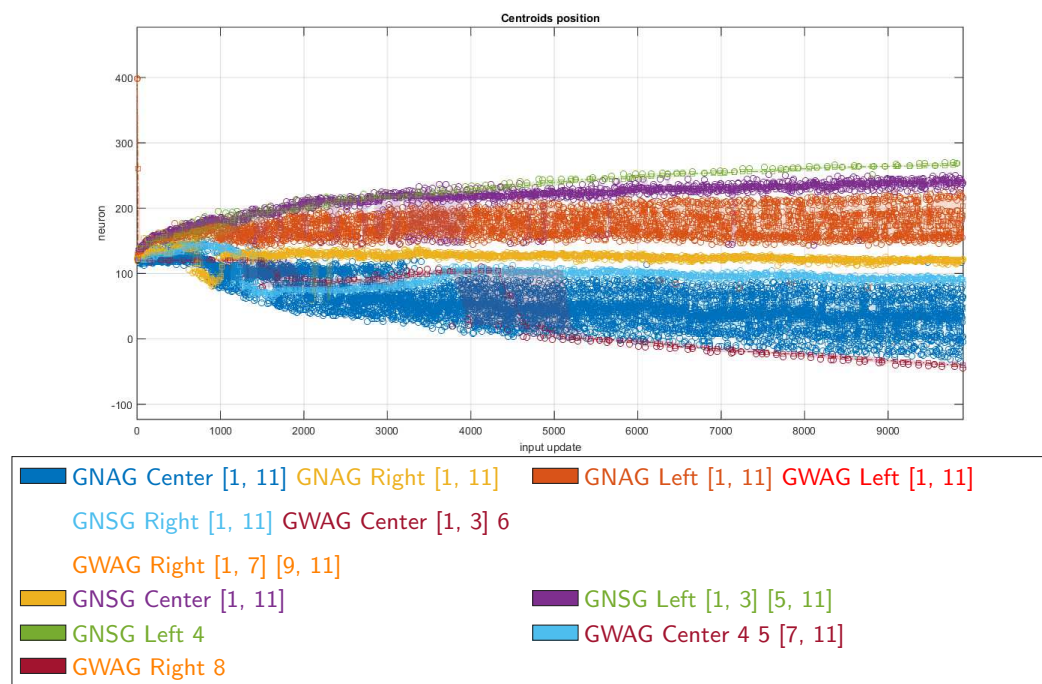 Centroids position
400
300
200
100
0
-100
neuron
0 1000 2000 3000 4000 5000 6000 7000 8000 9000
input update
GNAG Center [1, 11] GNAG Right [1, 11] GNAG Left [1, 11] GWAG Left [1, 11]
GNSG Right [1, 11] GWAG Center [1, 3] 6
GWAG Right [1, 7] [9, 11]
GNSG Center [1, 11] GNSG Left [1, 3] [5, 11]
GNSG Left 4 GWAG Center 4 5 [7, 11]
GWAG Right 8